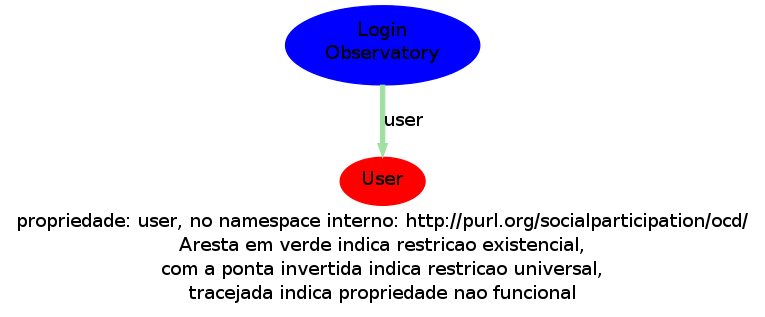 Login
Observatory
user
User
propriedade: user, no namespace interno: http://purl.org/socialparticipation/ocd/
Aresta em verde indica restricao existencial,
com a ponta invertida indica restricao universal,
tracejada indica propriedade nao funcional